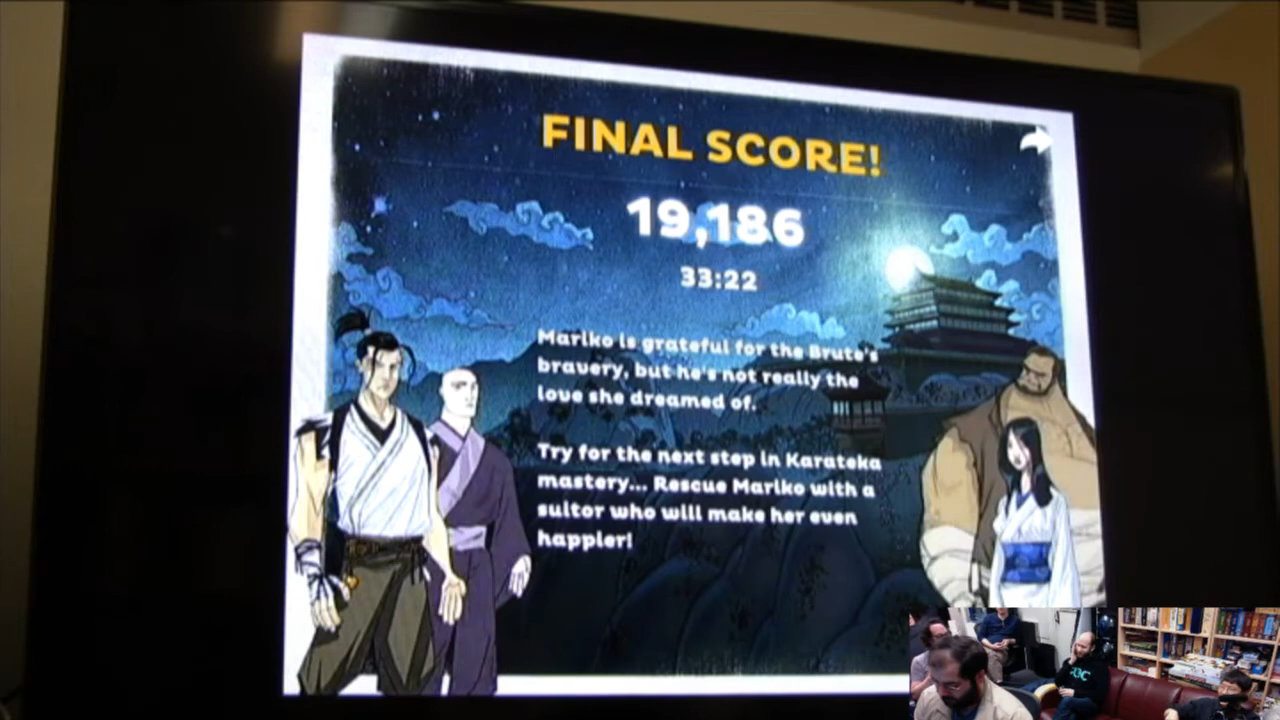 FINAL SCORE!
19,186
33:22
Mariko is grateful for the Brute's
bravery, but he's not really the
love she dreamed of.
Try for the next step in Karateka
mastery... Rescue Mariko with a
suitor who will make her even
happier!